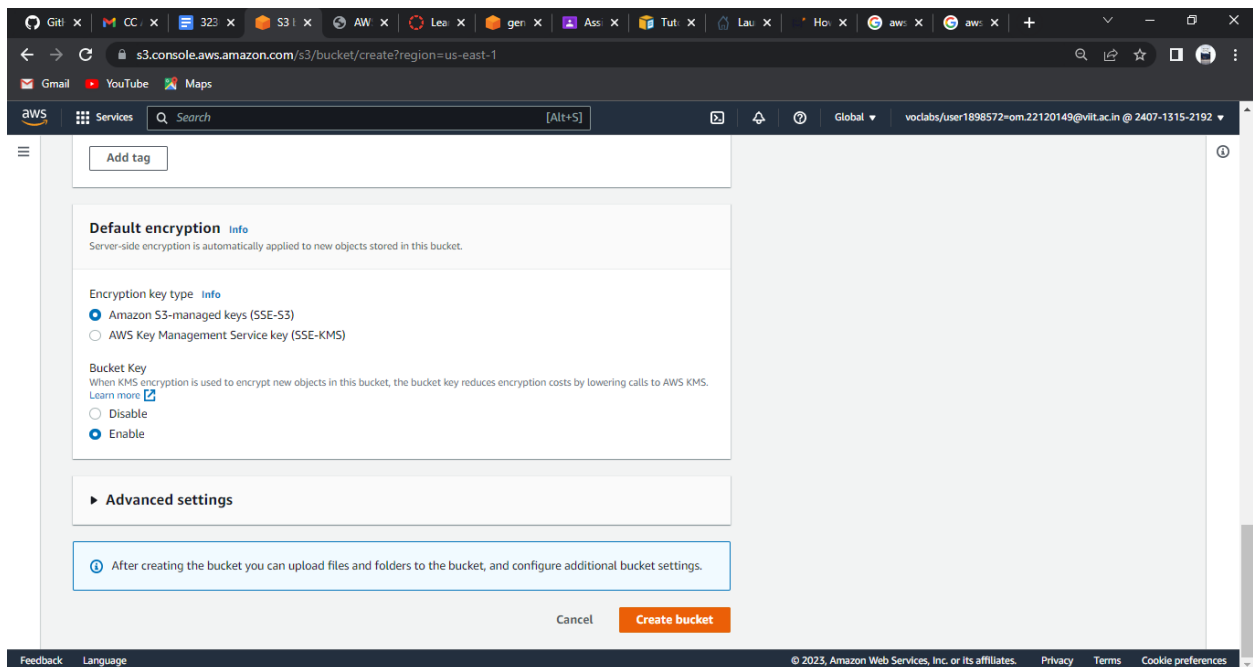 Gitl
CC
323
S3 b
AW
Lear
gen
Assi
Tuto
Lau
How
aws
aws
s3.console.aws.amazon.com/s3/bucket/create?region=us-east-1
Gmail
YouTube
Maps
aws
Services
Search
[Alt+S]
Global
voclabs/user1898572=om.22120149@viit.ac.in @ 2407-1315-2192
Add tag
Default encryption Info
Server-side encryption is automatically applied to new objects stored in this bucket.
Encryption key type Info
Amazon S3-managed keys (SSE-S3)
AWS Key Management Service key (SSE-KMS)
Bucket Key
When KMS encryption is used to encrypt new objects in this bucket, the bucket key reduces encryption costs by lowering calls to AWS KMS.
Learn more
Disable
Enable
Advanced settings
After creating the bucket you can upload files and folders to the bucket, and configure additional bucket settings.
Cancel
Create bucket
Feedback
Language
© 2023, Amazon Web Services, Inc. or its affiliates.
Privacy
Terms
Cookie preferences